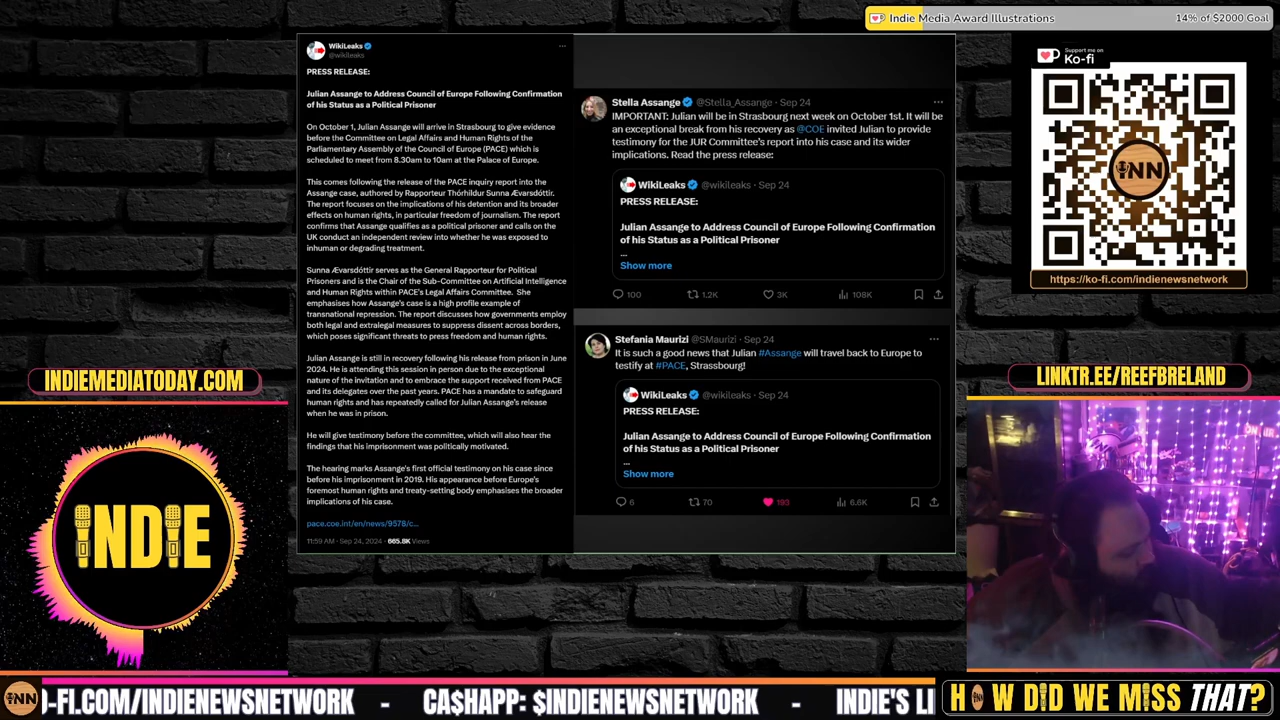 Indie Media Award Illustrations
14% of $2000 Goal
WikiLeaks
@wikileaks
PRESS RELEASE:
Julian Assange to Address Council of Europe Following Confirmation
of his Status as a Political Prisoner
On October 1, Julian Assange will arrive in Strasbourg to give evidence
before the Committee on Legal Affairs and Human Rights of the
Parliamentary Assembly of the Council of Europe (PACE) which is
scheduled to meet from 8.30am to 10am at the Palace of Europe.
This comes following the release of the PACE inquiry report into the
Assange case, authored by Rapporteur Thórhildur Sunna Ævarsdóttir.
The report focuses on the implications of his detention and its broader
effects on human rights, in particular freedom of journalism. The report
confirms that Assange qualifies as a political prisoner and calls on the
UK conduct an independent review into whether he was exposed to
inhuman or degrading treatment.
Sunna Ævarsdóttir serves as the General Rapporteur for Political
Prisoners and is the Chair of the Sub-Committee on Artificial Intelligence
and Human Rights within PACE's Legal Affairs Committee. She
emphasises how Assange's case is a high profile example of
transnational repression. The report discusses how governments employ
both legal and extralegal measures to suppress dissent across borders,
which poses significant threats to press freedom and human rights.
Julian Assange is still in recovery following his release from prison in June
2024. He is attending this session in person due to the exceptional
nature of the invitation and to embrace the support received from PACE
and its delegates over the past years. PACE has a mandate to safeguard
human rights and has repeatedly called for Julian Assange's release
when he was in prison.
He will give testimony before the committee, which will also hear the
findings that his imprisonment was politically motivated.
The hearing marks Assange's first official testimony on his case since
before his imprisonment in 2019. His appearance before Europe's
foremost human rights and treaty-setting body emphasises the broader
implications of his case.
pace.coe.int/en/news/9578/c...
11:59 AM · Sep 24, 2024 · 665.8K Views
Stella Assange @Stella_Assange · Sep 24
IMPORTANT: Julian will be in Strasbourg next week on October 1st. It will be
an exceptional break from his recovery as @COE invited Julian to provide
testimony for the JUR Committee's report into his case and its wider
implications. Read the press release:
WikiLeaks @wikileaks · Sep 24
PRESS RELEASE:
Julian Assange to Address Council of Europe Following Confirmation
of his Status as a Political Prisoner
...
Show more
100 1.2K 3K 108K
Stefania Maurizi @SMaurizi · Sep 24
It is such a good news that Julian #Assange will travel back to Europe to
testify at #PACE, Strasbourg!
WikiLeaks @wikileaks · Sep 24
PRESS RELEASE:
Julian Assange to Address Council of Europe Following Confirmation
of his Status as a Political Prisoner
...
Show more
6 70 193 6.6K
Support me on
Ko-fi
INN
https://ko-fi.com/indienewsnetwork
INDIEMEDIATODAY.COM
LINKTR.EE/REEFBRELAND
INDIE
INN
O-FI.COM/INDIENEWSNETWORK - CA$HAPP: $INDIENEWSNETWORK - INDIE'S LI
HOW DID WE MISS THAT?